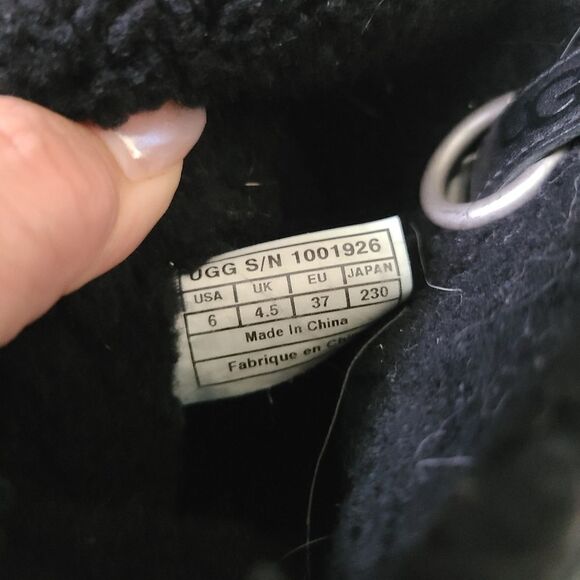 UGG S/N 1001926
USA UK EU JAPAN
6 4.5 37 230
Made In China
Fabrique en